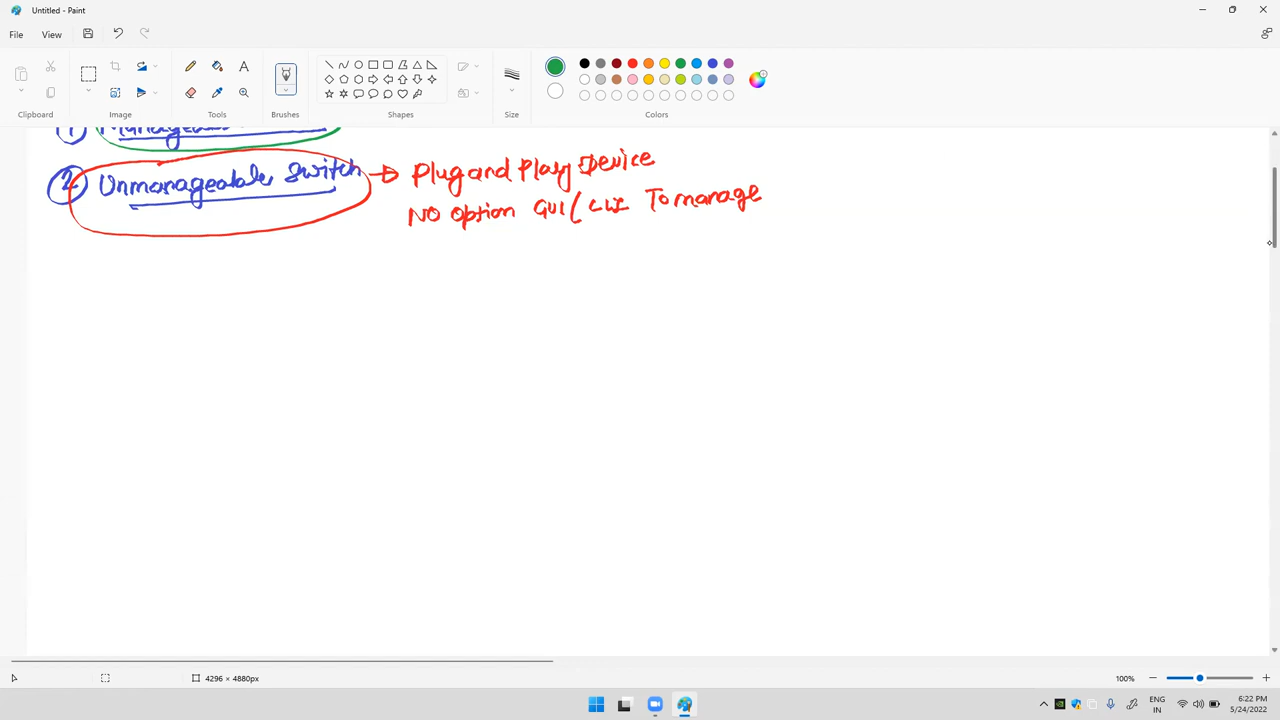 Untitled - Paint
File View
Clipboard Image Tools Brushes Shapes Size Colors
①
② Unmanageable Switch → Plug and Play Device
NO Option GUI/CLI To manage
4296 × 4880px 100%
ENG
IN
6:22 PM
5/24/2022